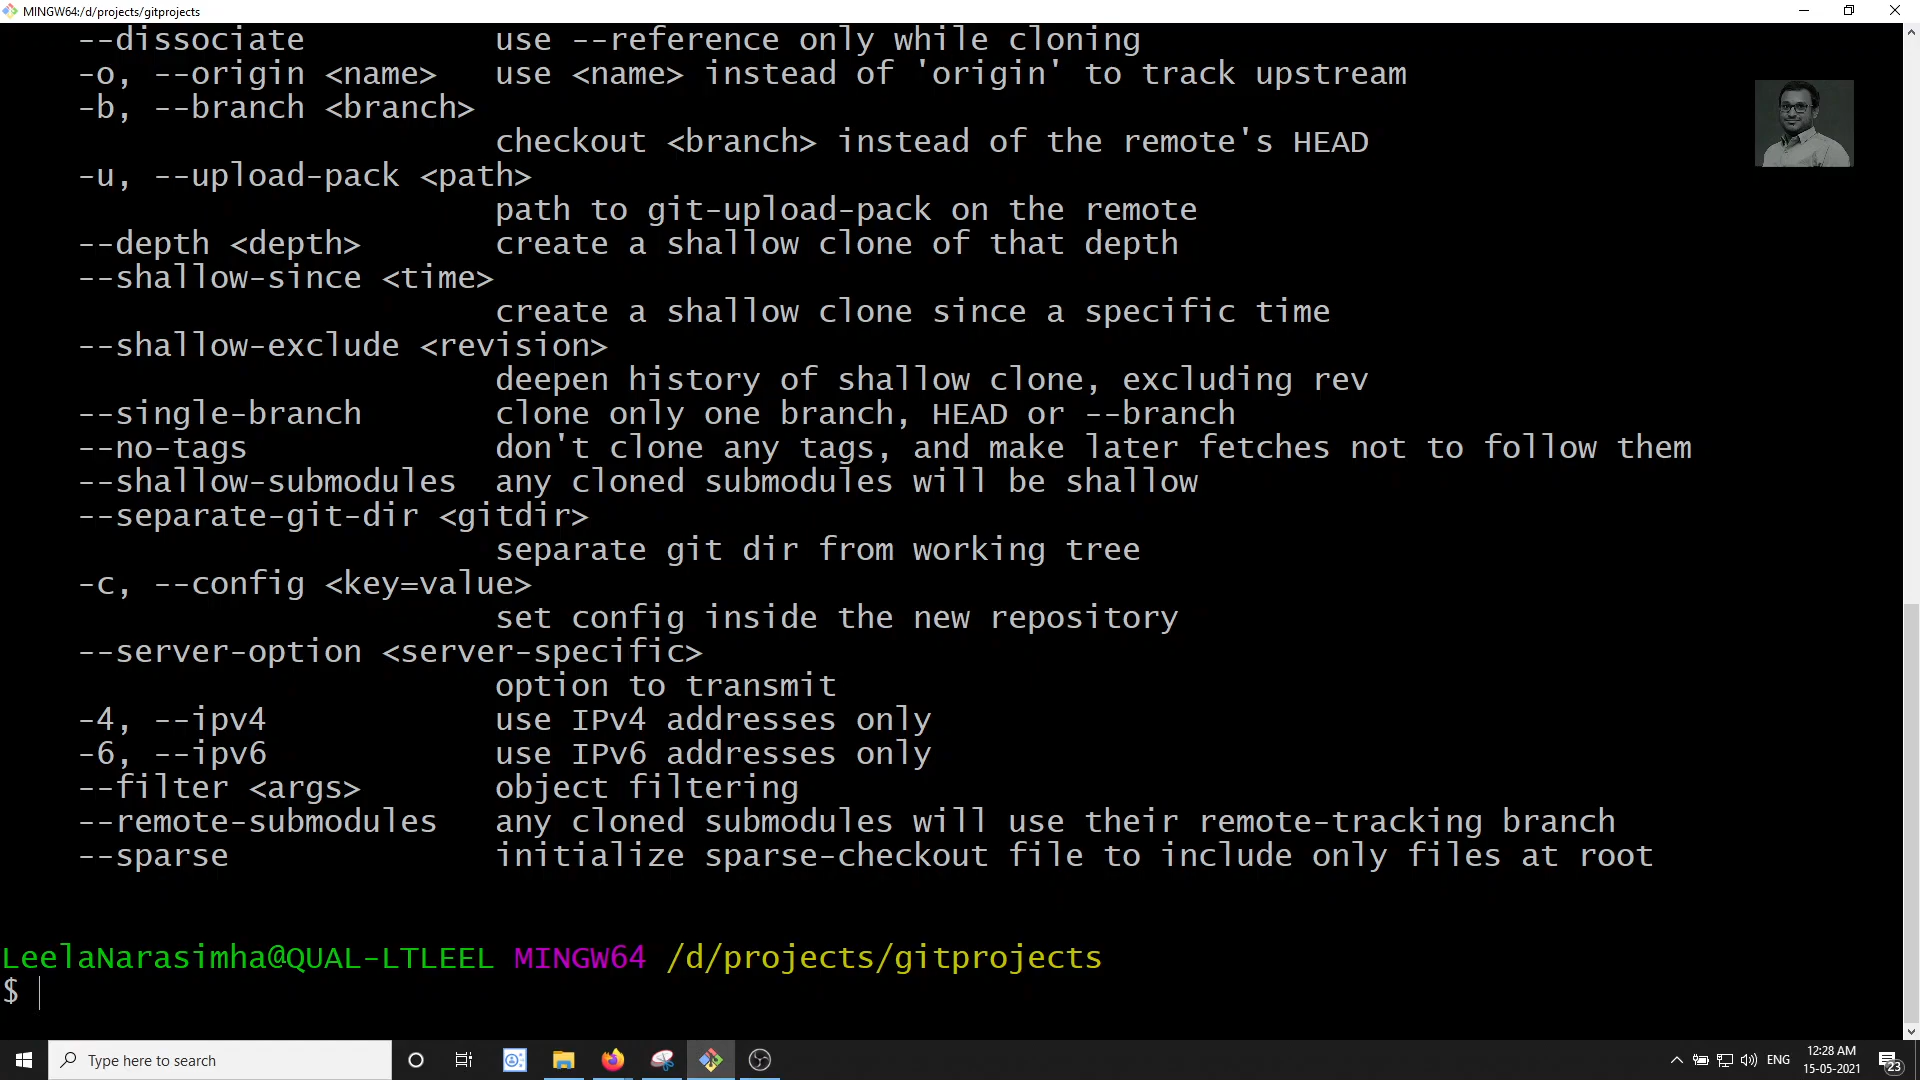 MINGW64:/d/projects/gitprojects
--dissociate          use --reference only while cloning
-o, --origin <name>   use <name> instead of 'origin' to track upstream
-b, --branch <branch>
checkout <branch> instead of the remote's HEAD
-u, --upload-pack <path>
path to git-upload-pack on the remote
--depth <depth>       create a shallow clone of that depth
--shallow-since <time>
create a shallow clone since a specific time
--shallow-exclude <revision>
deepen history of shallow clone, excluding rev
--single-branch       clone only one branch, HEAD or --branch
--no-tags             don't clone any tags, and make later fetches not to follow them
--shallow-submodules  any cloned submodules will be shallow
--separate-git-dir <gitdir>
separate git dir from working tree
-c, --config <key=value>
set config inside the new repository
--server-option <server-specific>
option to transmit
-4, --ipv4            use IPv4 addresses only
-6, --ipv6            use IPv6 addresses only
--filter <args>       object filtering
--remote-submodules   any cloned submodules will use their remote-tracking branch
--sparse              initialize sparse-checkout file to include only files at root
LeelaNarasimha@QUAL-LTLEEL MINGW64 /d/projects/gitprojects
$
Type here to search
ENG
12:28 AM
15-05-2021
23